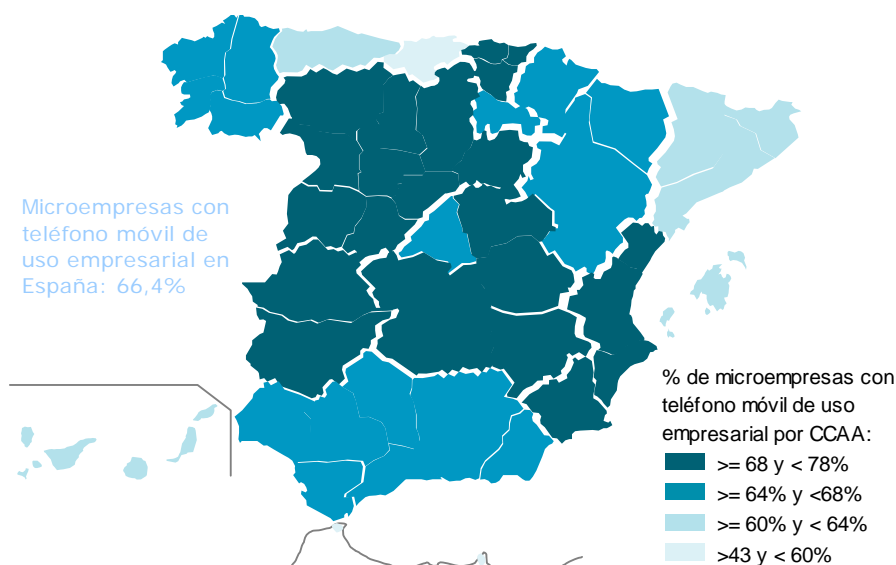 Microempresas con
teléfono móvil de
uso empresarial en
España: 66,4%
% de microempresas con
teléfono móvil de uso
empresarial por CCAA:
>= 68 y < 78%
>= 64% y <68%
>= 60% y < 64%
>43 y < 60%